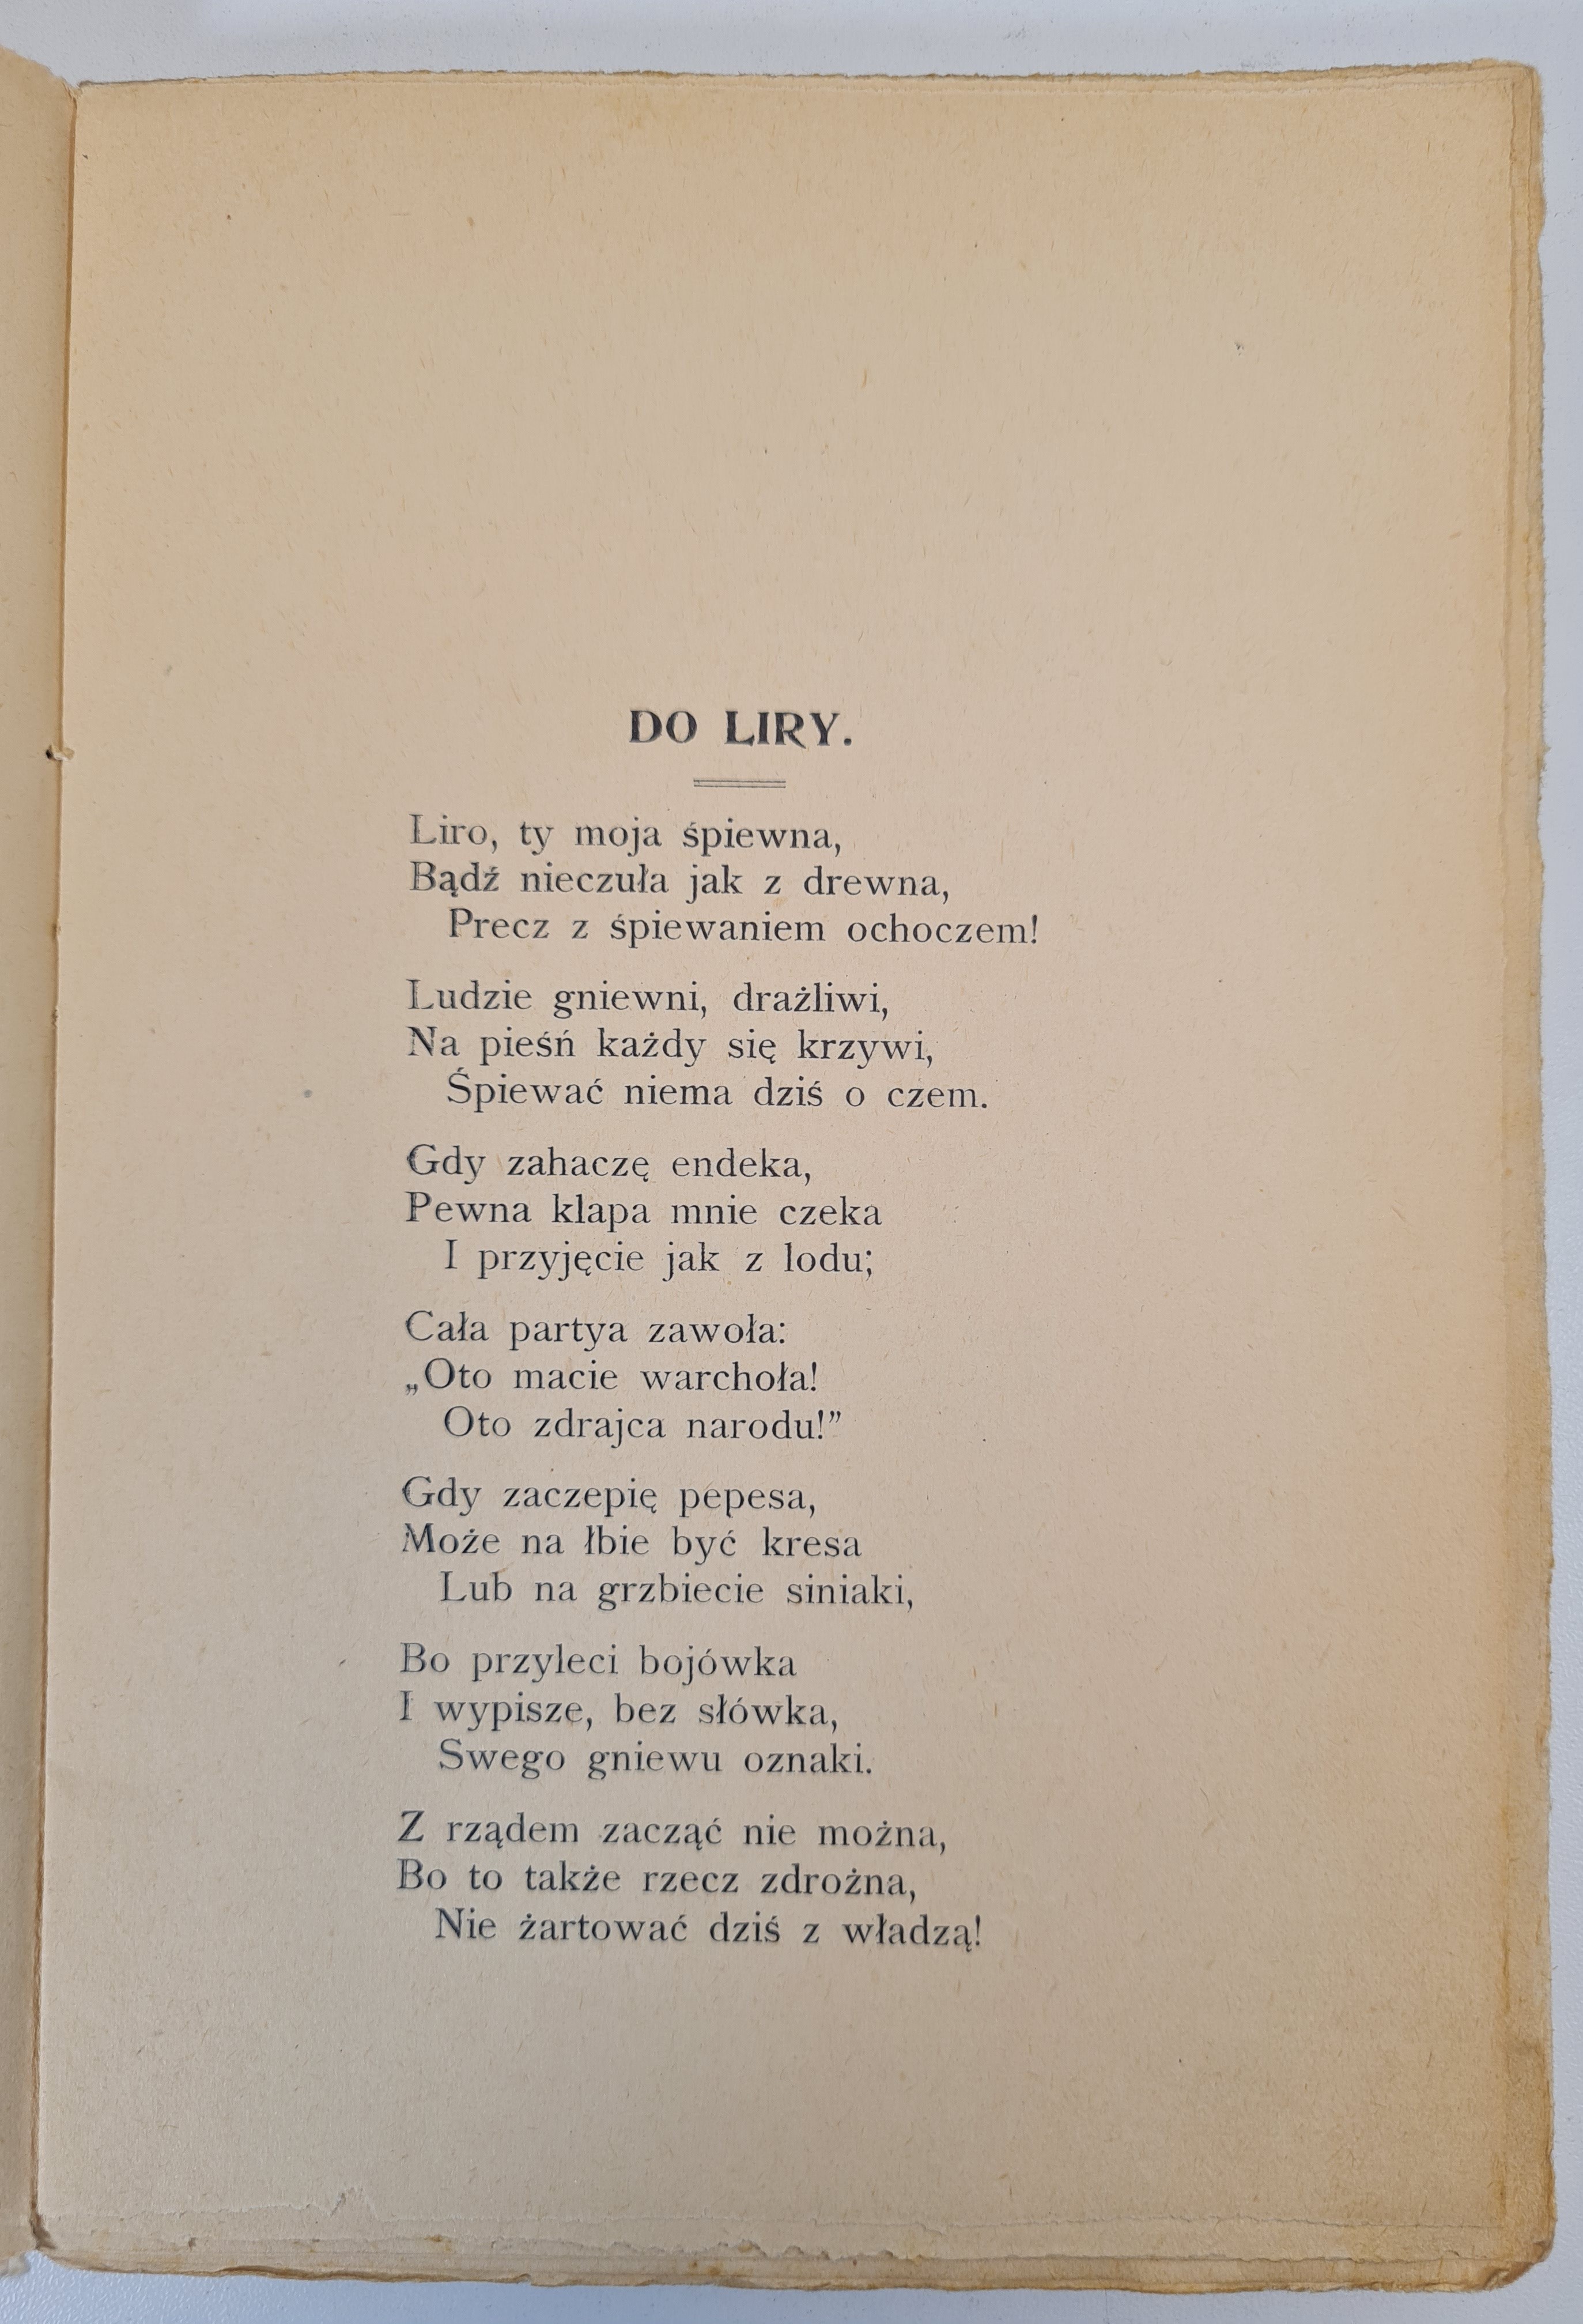 DO LIRY.
Liro, ty moja śpiewna,
Bądź nieczuła jak z drewna,
Precz z śpiewaniem ochoczem!
Ludzie gniewni, drażliwi,
Na pieśń każdy się krzywi,
Śpiewać niema dziś o czem.
Gdy zahaczę endeka,
Pewna klapa mnie czeka
I przyjęcie jak z lodu;
Cała partya zawoła:
„Oto macie warchoła!
Oto zdrajca narodu!”
Gdy zaczepię pepesa,
Może na łbie być kresa
Lub na grzbiecie siniaki,
Bo przyleci bojówka
I wypisze, bez słówka,
Swego gniewu oznaki.
Z rządem zacząć nie można,
Bo to także rzecz zdrożna,
Nie żartować dziś z władzą!